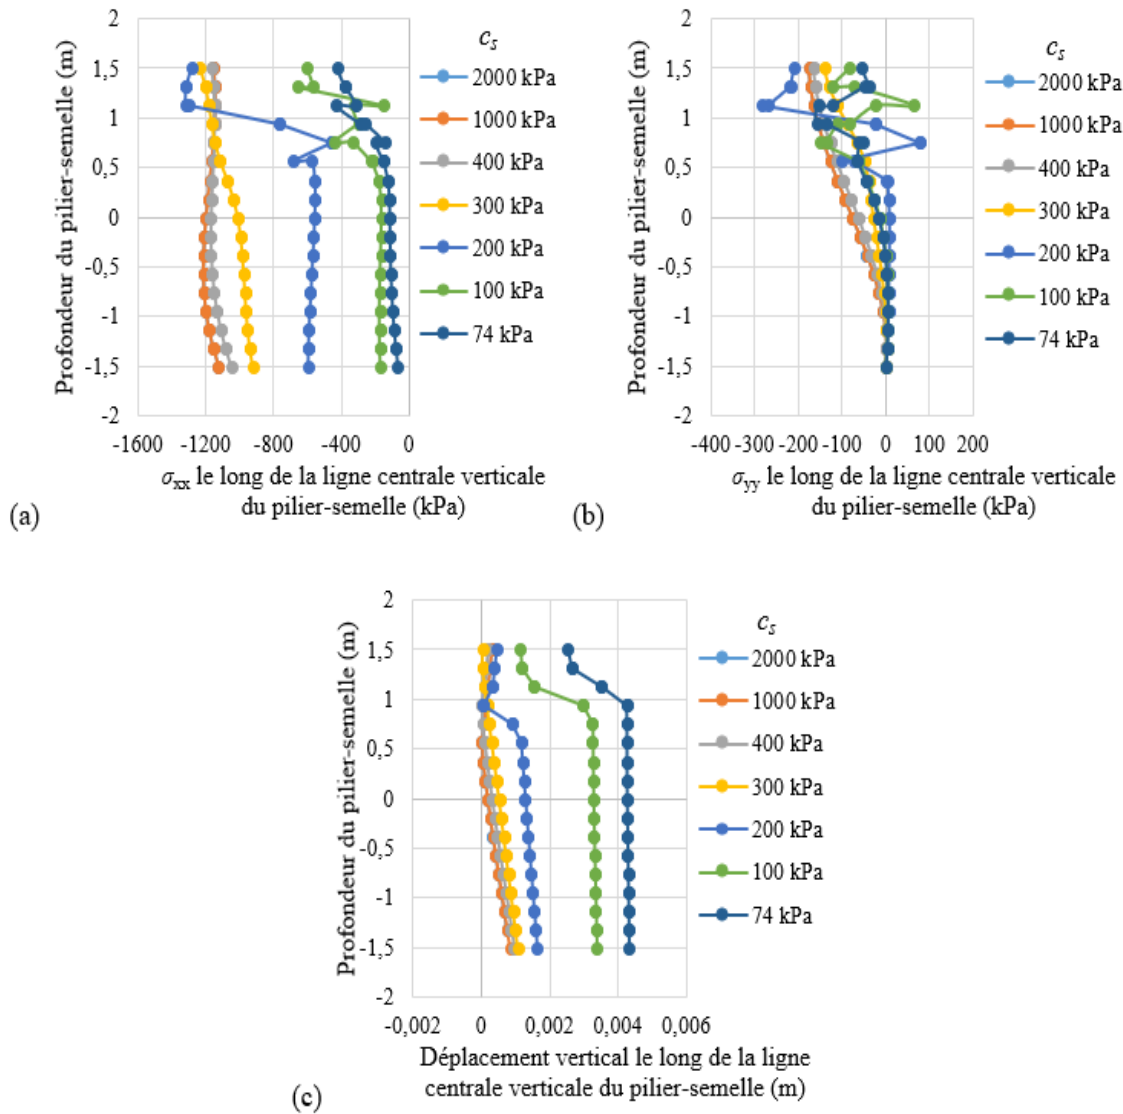 Profondeur du pilier-semelle (m)
2
1,5
1
0,5
0
-0,5
-1
-1,5
-2
-1600 -1200 -800 -400 0
cs
2000 kPa
1000 kPa
400 kPa
300 kPa
200 kPa
100 kPa
74 kPa
σxx le long de la ligne centrale verticale
du pilier-semelle (kPa)
(a)
Profondeur du pilier-semelle (m)
2
1,5
1
0,5
0
-0,5
-1
-1,5
-2
-400 -300 -200 -100 0 100 200
cs
2000 kPa
1000 kPa
400 kPa
300 kPa
200 kPa
100 kPa
74 kPa
σyy le long de la ligne centrale verticale
du pilier-semelle (kPa)
(b)
Profondeur du pilier-semelle (m)
2
1,5
1
0,5
0
-0,5
-1
-1,5
-2
-0,002 0 0,002 0,004 0,006
cs
2000 kPa
1000 kPa
400 kPa
300 kPa
200 kPa
100 kPa
74 kPa
Déplacement vertical le long de la ligne
centrale verticale du pilier-semelle (m)
(c)